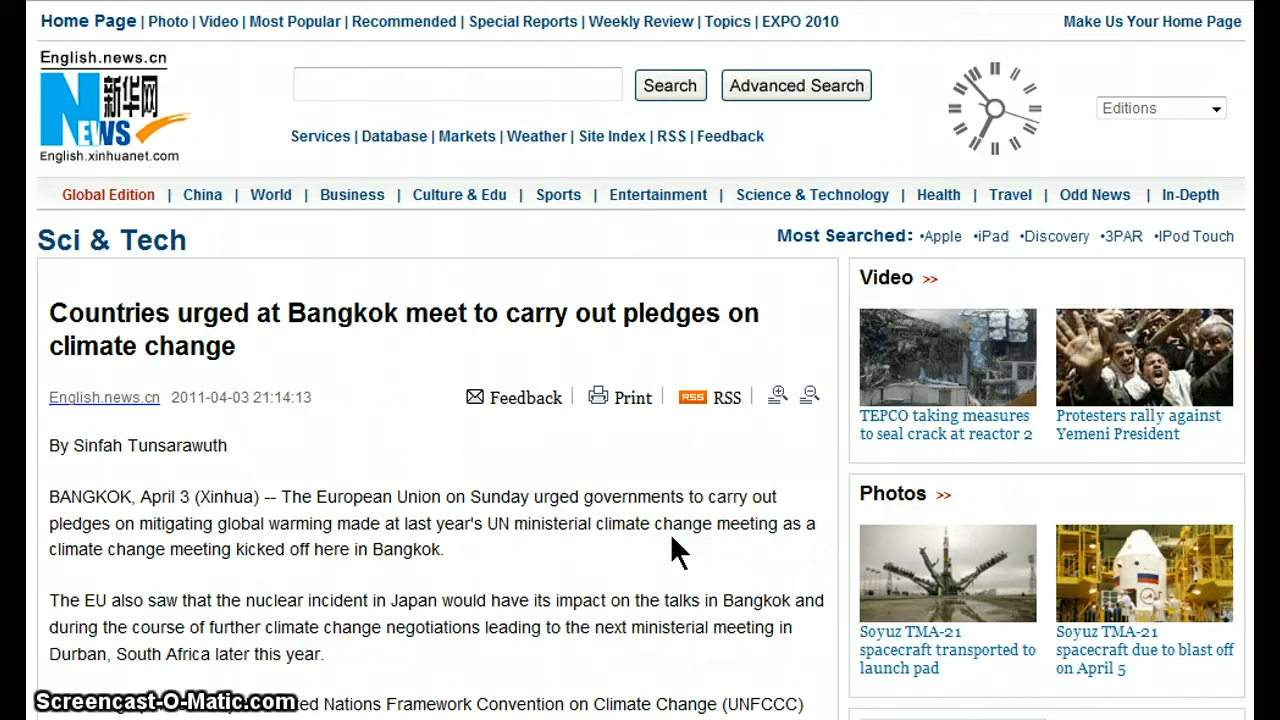 Home Page | Photo | Video | Most Popular | Recommended | Special Reports | Weekly Review | Topics | EXPO 2010
Make Us Your Home Page
English.news.cn
NEWS 新华网
English.xinhuanet.com
Search
Advanced Search
Services | Database | Markets | Weather | Site Index | RSS | Feedback
Editions
Global Edition | China | World | Business | Culture & Edu | Sports | Entertainment | Science & Technology | Health | Travel | Odd News | In-Depth
Sci & Tech
Most Searched: •Apple •iPad •Discovery •3PAR •IPod Touch
Countries urged at Bangkok meet to carry out pledges on
climate change
English.news.cn 2011-04-03 21:14:13
Feedback | Print | RSS RSS |
By Sinfah Tunsarawuth
BANGKOK, April 3 (Xinhua) -- The European Union on Sunday urged governments to carry out
pledges on mitigating global warming made at last year's UN ministerial climate change meeting as a
climate change meeting kicked off here in Bangkok.
The EU also saw that the nuclear incident in Japan would have its impact on the talks in Bangkok and
during the course of further climate change negotiations leading to the next ministerial meeting in
Durban, South Africa later this year.
Nations Framework Convention on Climate Change (UNFCCC)
Video >>
TEPCO taking measures
to seal crack at reactor 2
Protesters rally against
Yemeni President
Photos >>
Soyuz TMA-21
spacecraft transported to
launch pad
Soyuz TMA-21
spacecraft due to blast off
on April 5
Screencast-O-Matic.com